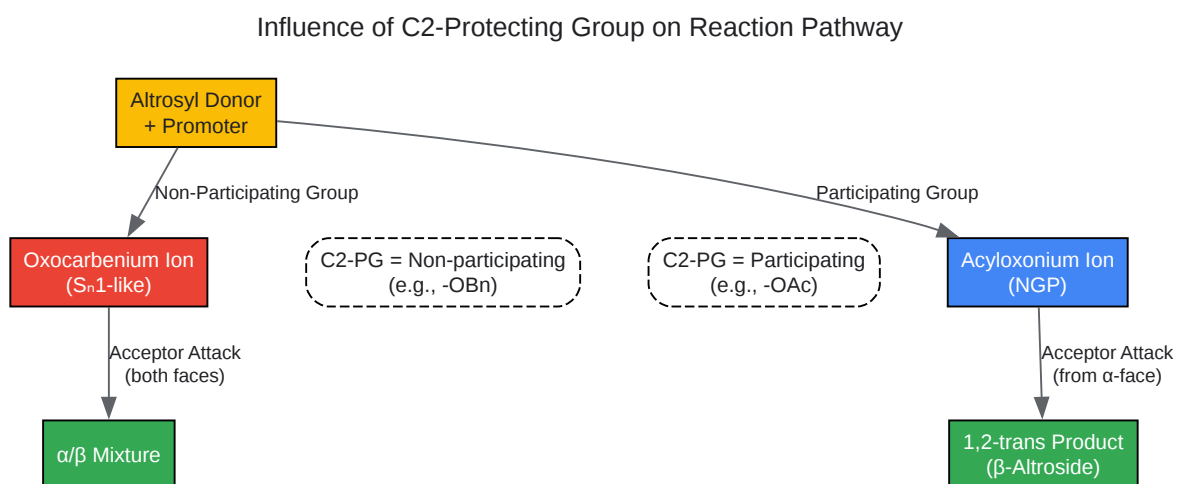 Influence of C2-Protecting Group on Reaction Pathway
Altrosyl Donor
+ Promoter
Non-Participating Group
Participating Group
Oxocarbenium Ion
(Sₙ1-like)
C2-PG = Non-participating
(e.g., -OBn)
C2-PG = Participating
(e.g., -OAc)
Acyloxonium Ion
(NGP)
Acceptor Attack
(both faces)
Acceptor Attack
(from α-face)
α/β Mixture
1,2-trans Product
(β-Altroside)